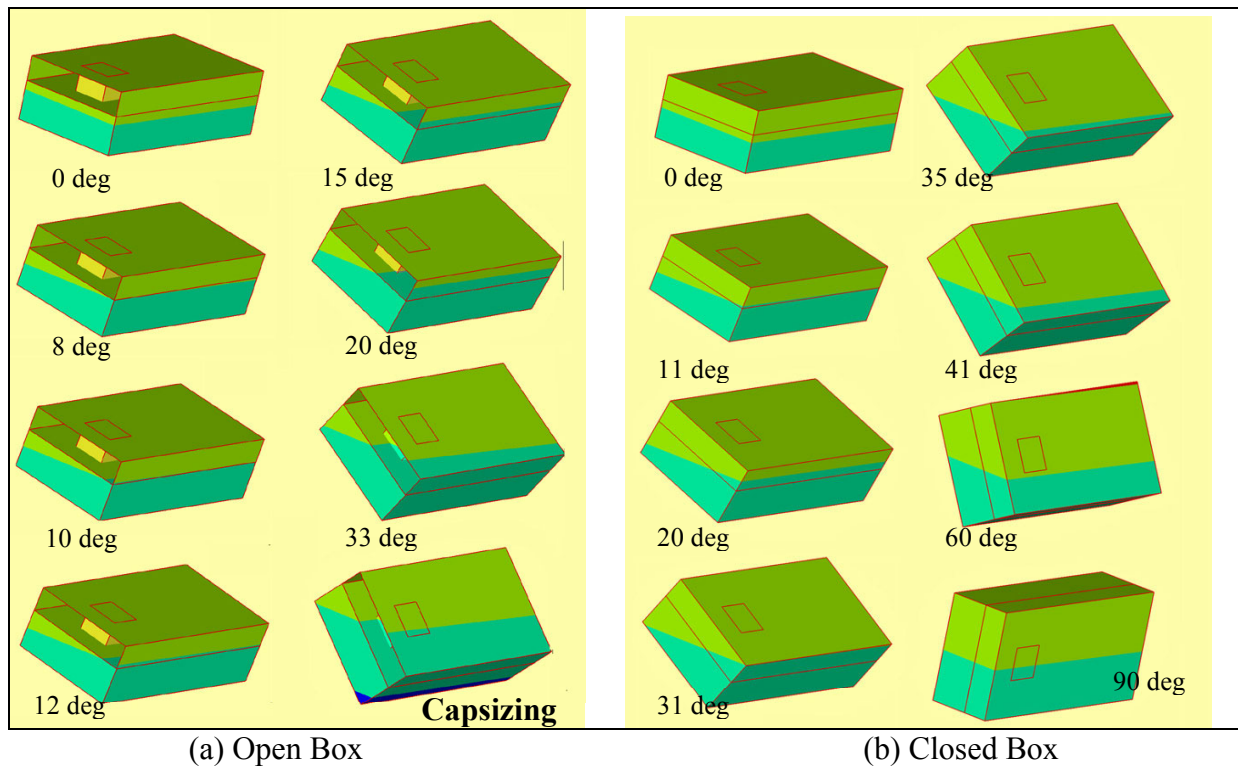 0 deg
8 deg
10 deg
12 deg
15 deg
20 deg
33 deg
Capsizing
(a) Open Box
0 deg
11 deg
20 deg
31 deg
35 deg
41 deg
60 deg
90 deg
(b) Closed Box